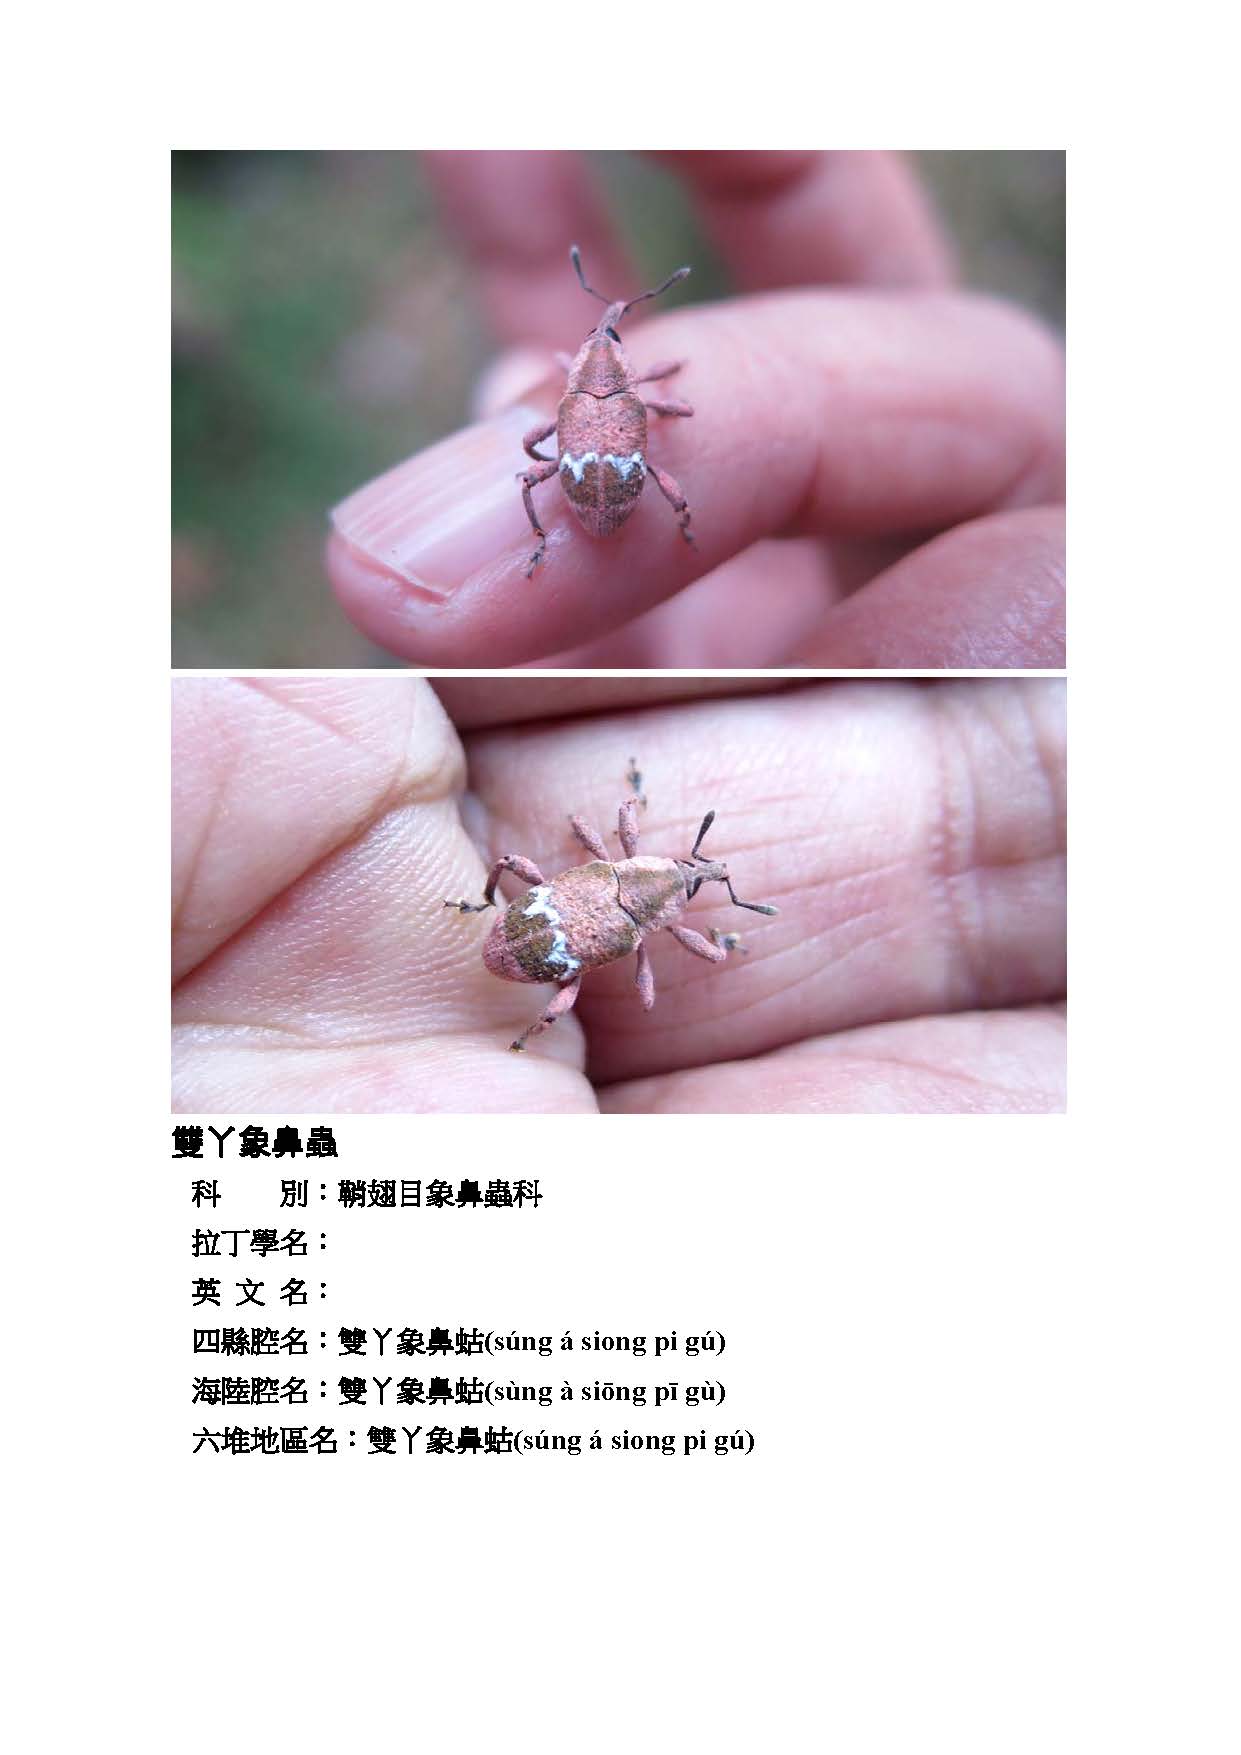 雙丫象鼻蟲
科　　別：鞘翅目象鼻蟲科
拉丁學名：
英 文 名：
四縣腔名：雙丫象鼻蛄(súng á siong pi gú)
海陸腔名：雙丫象鼻蛄(sùng à siōng pī gù)
六堆地區名：雙丫象鼻蛄(súng á siong pi gú)